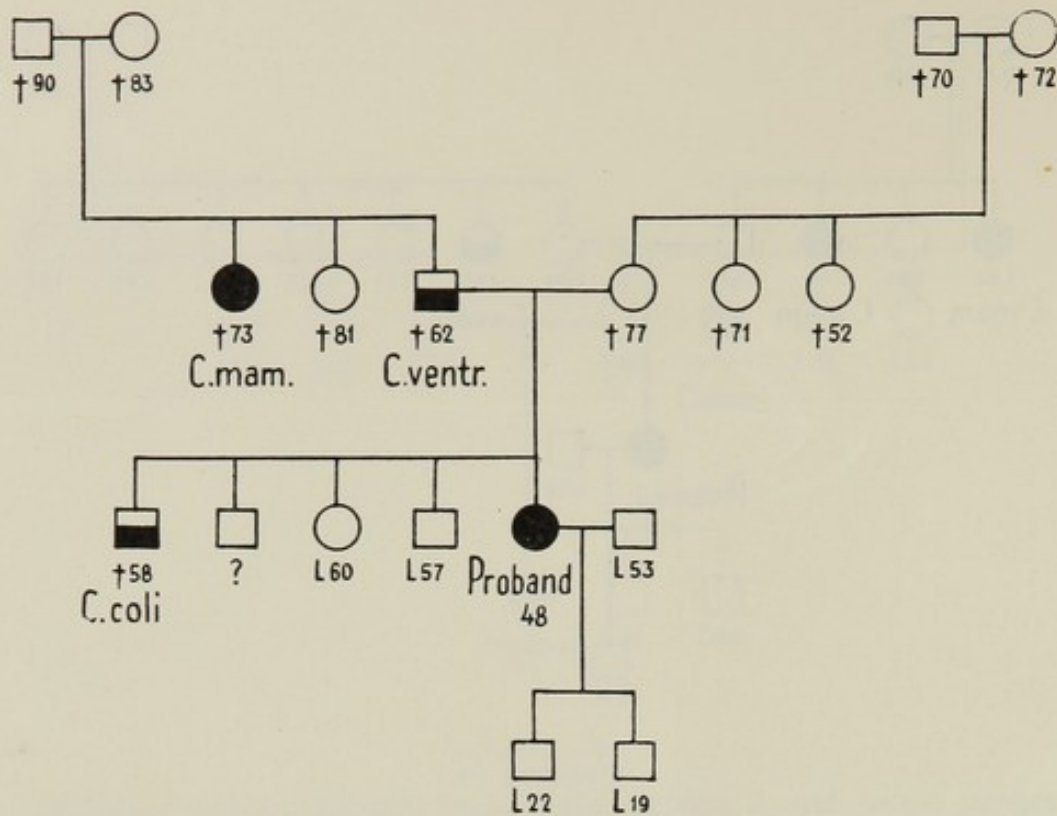 †90 †83 †70 †72
†73 †81 †62 †77 †71 †52
C.mam. C.ventr.
†58 ? L60 L57 Proband L53
C.coli 48
L22 L19